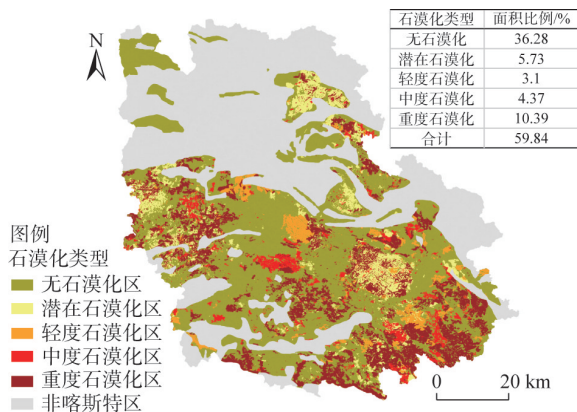 N
石漠化类型 面积比例/%
无石漠化 36.28
潜在石漠化 5.73
轻度石漠化 3.1
中度石漠化 4.37
重度石漠化 10.39
合计 59.84
图例
石漠化类型
无石漠化区
潜在石漠化区
轻度石漠化区
中度石漠化区
重度石漠化区
非喀斯特区
0 20 km